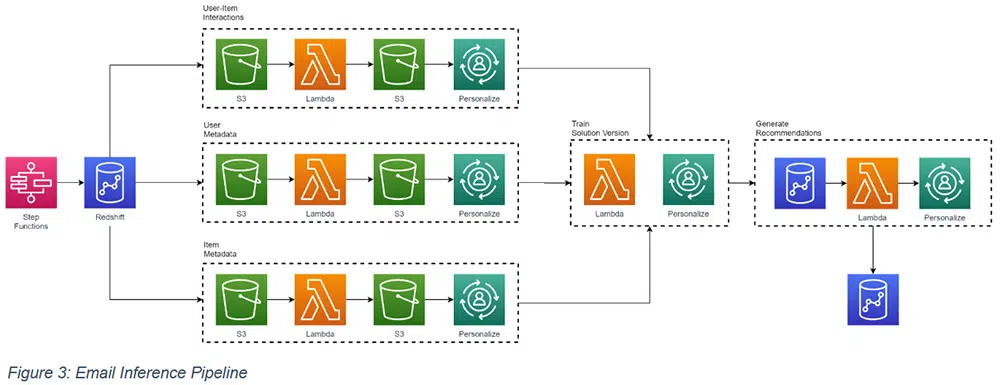 User-Item
Interactions
S3
Lambda
S3
Personalize
User
Metadata
S3
Lambda
S3
Personalize
Item
Metadata
S3
Lambda
S3
Personalize
Step
Functions
Redshift
Train
Solution Version
Lambda
Personalize
Generate
Recommendations
Lambda
Personalize
Figure 3: Email Inference Pipeline